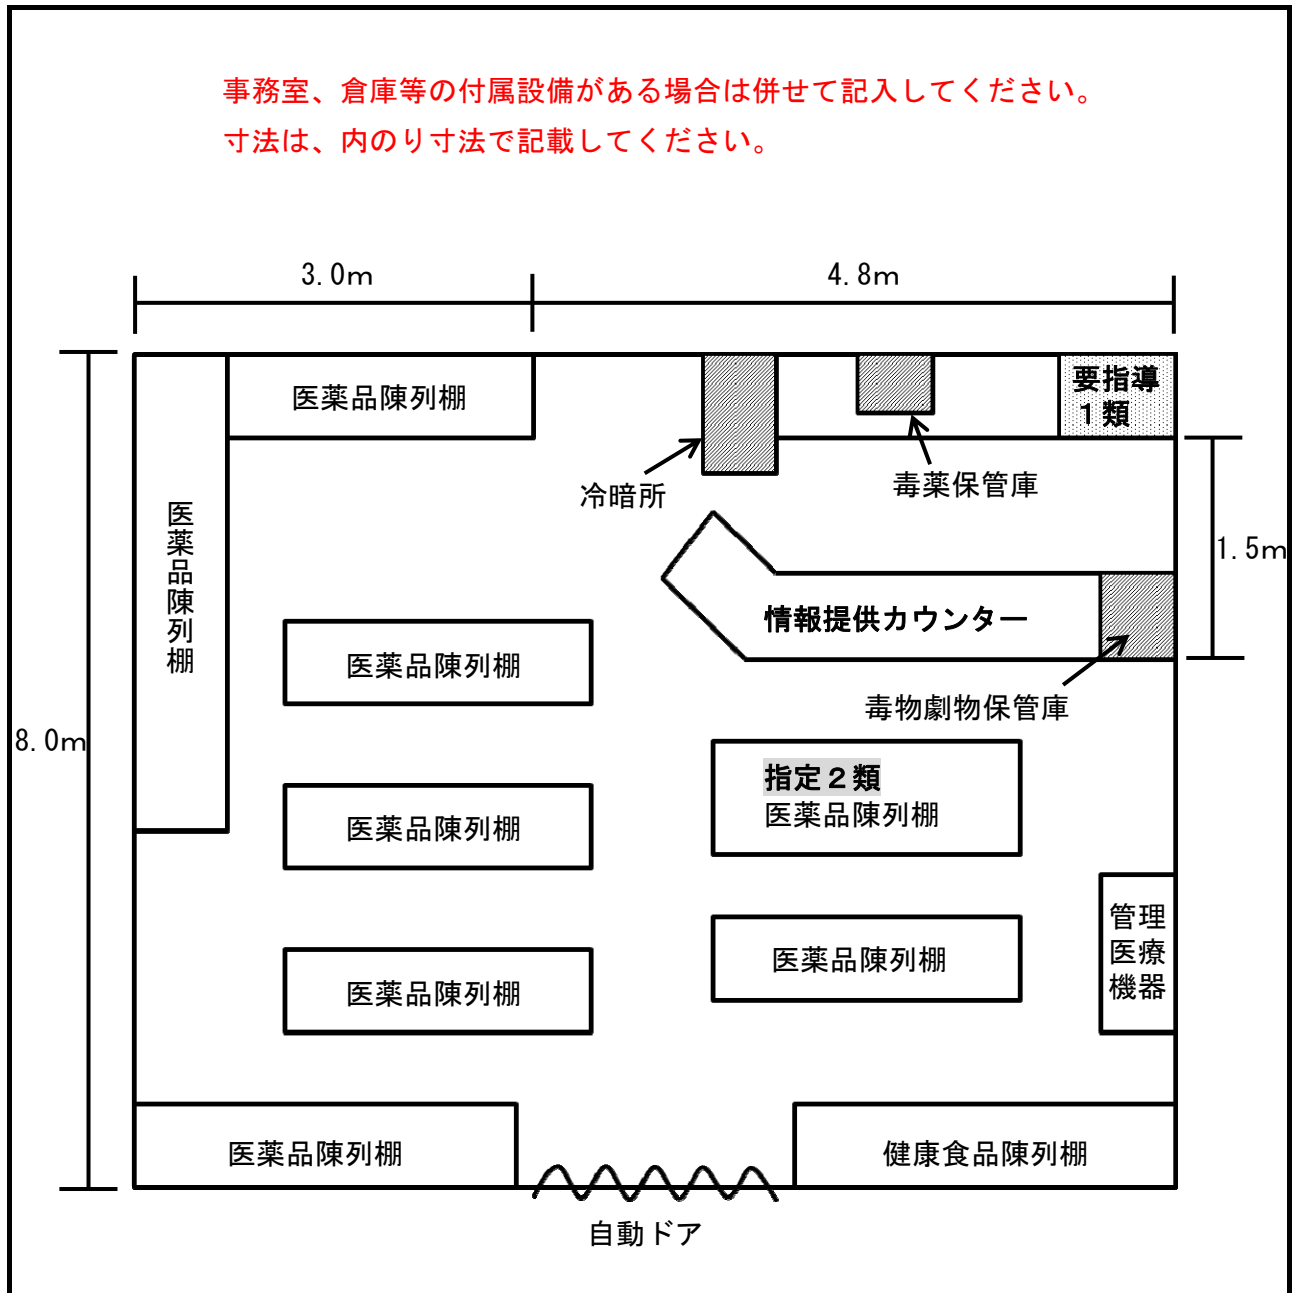 事務室、倉庫等の付属設備がある場合は併せて記入してください。
寸法は、内のり寸法で記載してください。
3.0m
4.8m
医薬品陳列棚
要指導
１類
冷暗所
毒薬保管庫
医薬品陳列棚
1.5m
情報提供カウンター
医薬品陳列棚
毒物劇物保管庫
8.0m
指定２類
医薬品陳列棚
医薬品陳列棚
管理
医療
機器
医薬品陳列棚
医薬品陳列棚
医薬品陳列棚
健康食品陳列棚
自動ドア